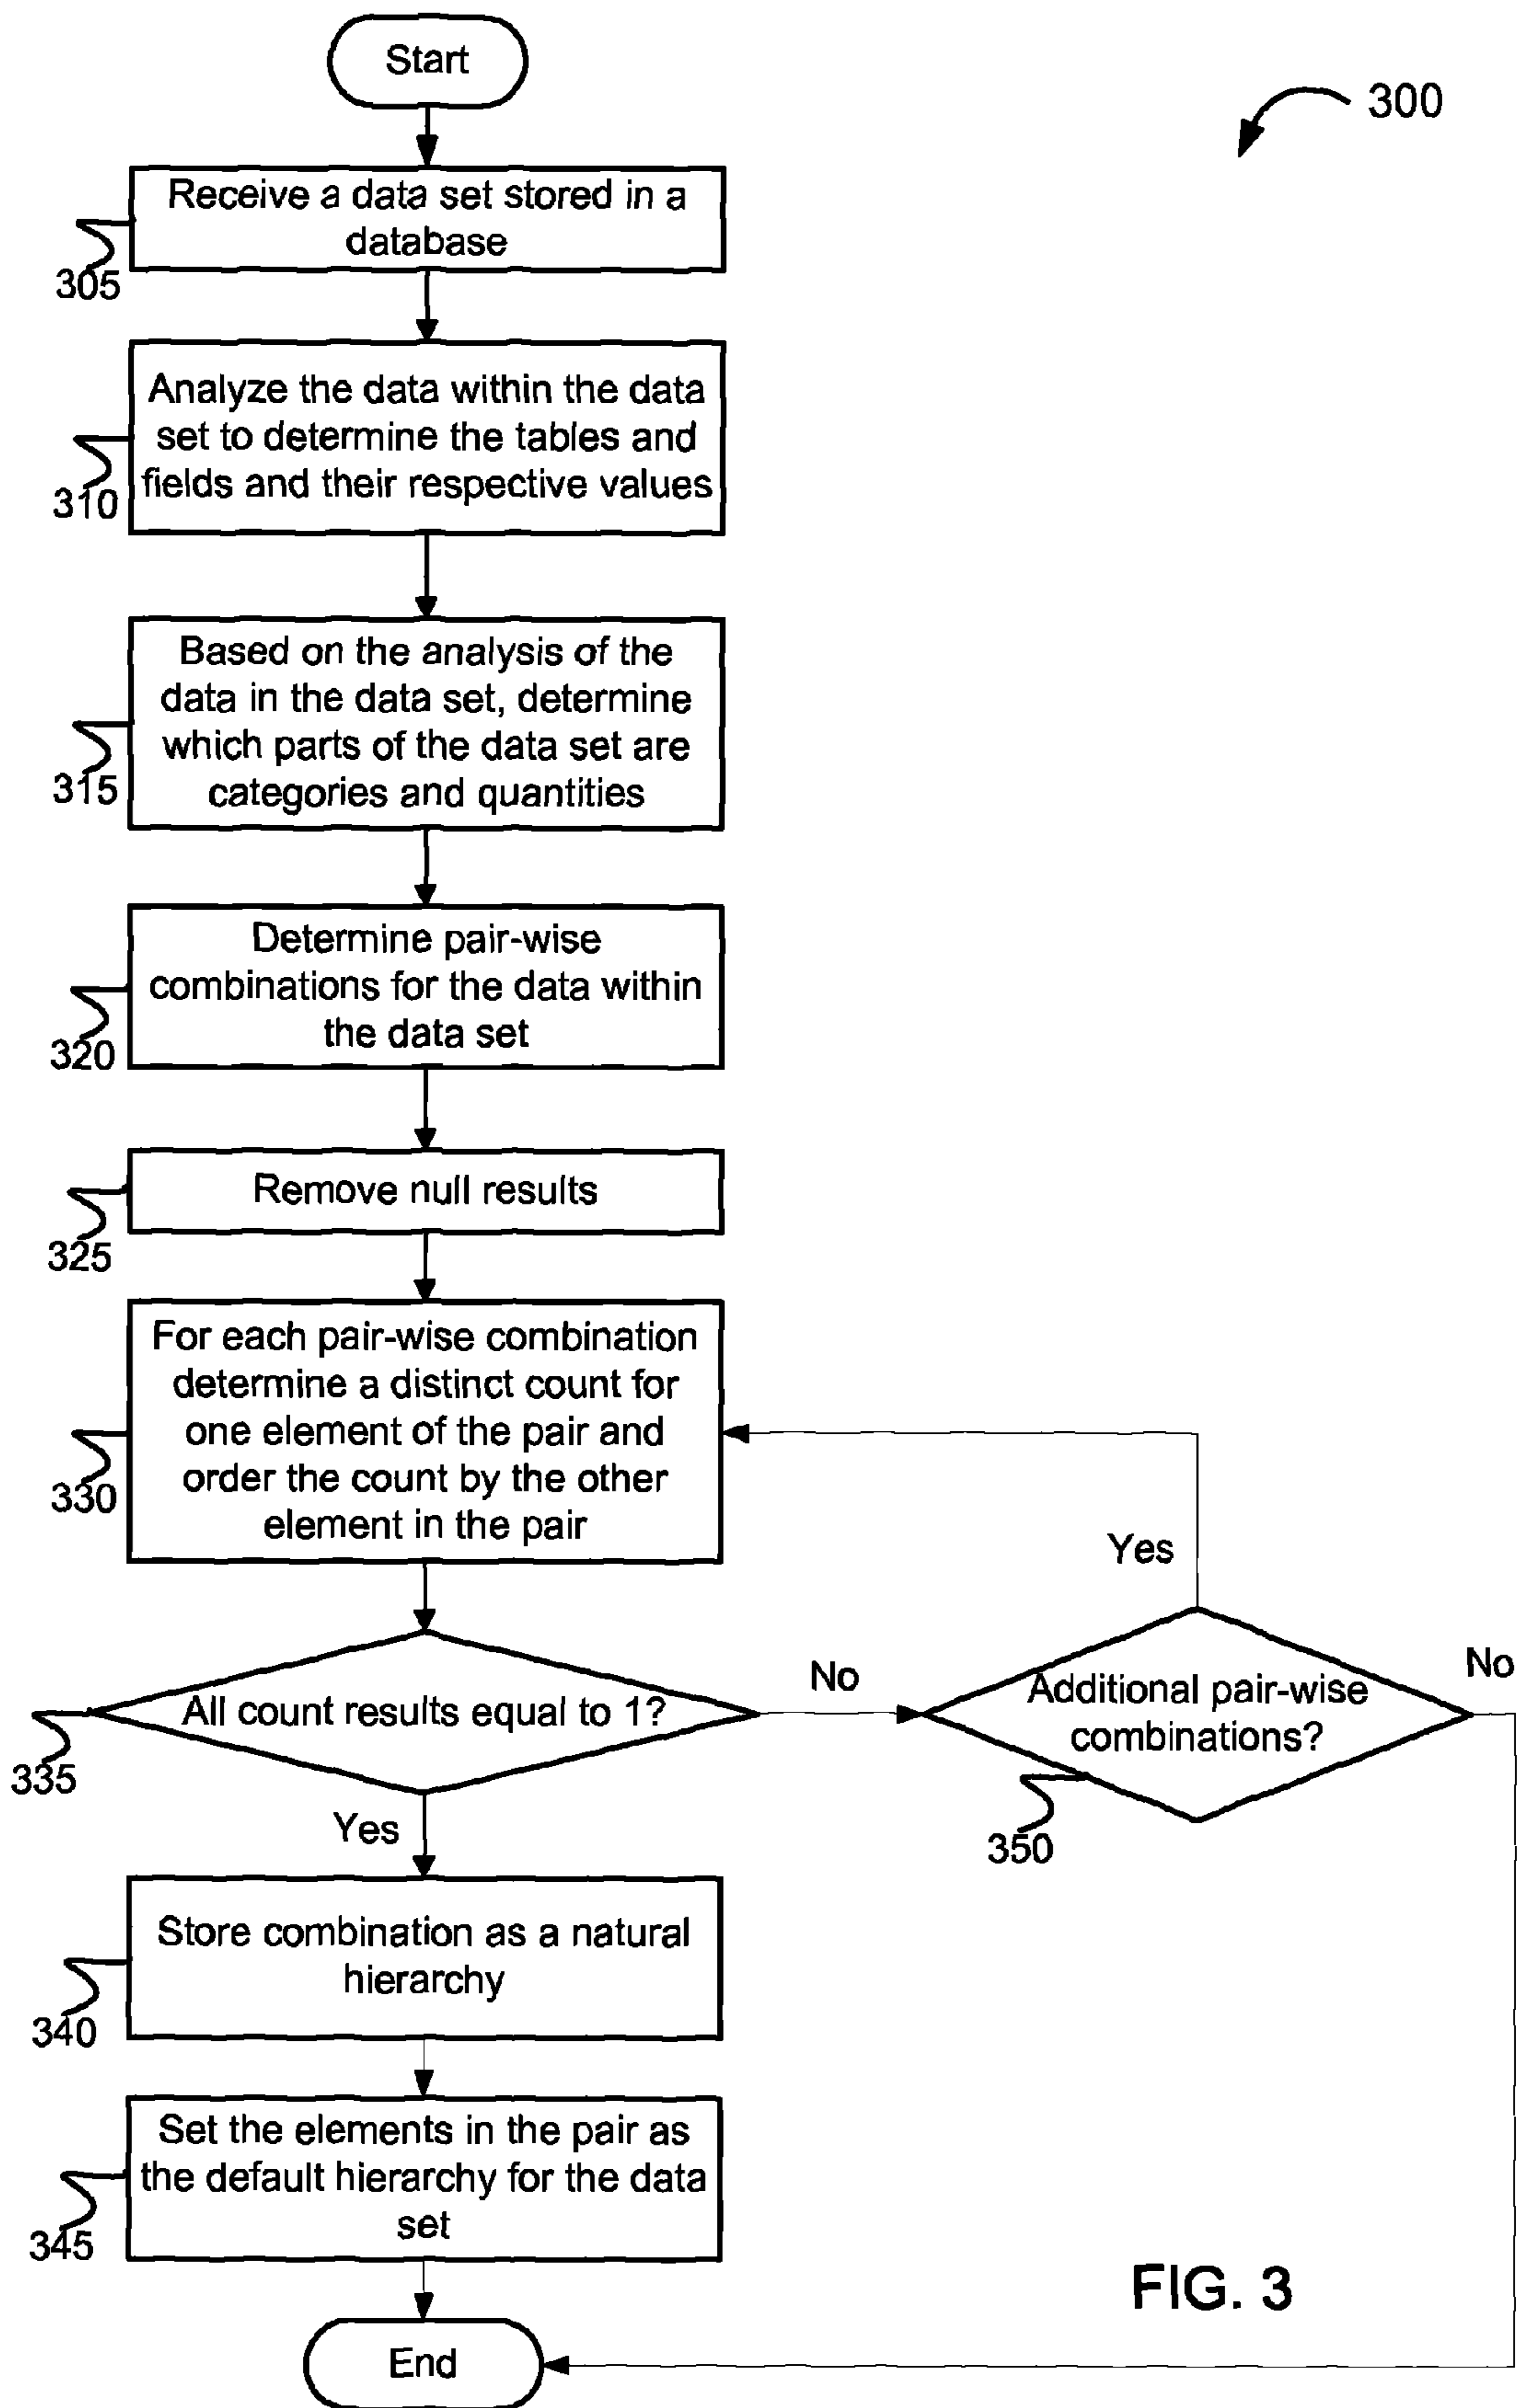 Start
300
Receive a data set stored in a
database
305
Analyze the data within the data
set to determine the tables and
fields and their respective values
310
Based on the analysis of the
data in the data set, determine
which parts of the data set are
categories and quantities
315
Determine pair-wise
combinations for the data within
the data set
320
Remove null results
325
For each pair-wise combination
determine a distinct count for
one element of the pair and
order the count by the other
element in the pair
330
Yes
All count results equal to 1?
335
No
Additional pair-wise
combinations?
350
No
Yes
Store combination as a natural
hierarchy
340
Set the elements in the pair as
the default hierarchy for the data
set
345
End
FIG. 3